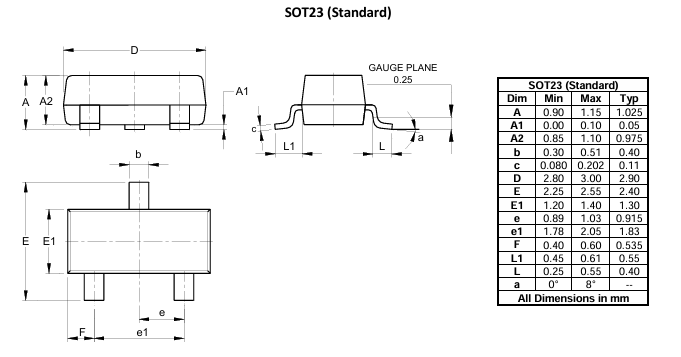 SOT23 (Standard)
D
GAUGE PLANE
0.25
A
A2
A1
c
L1
L
a
b
E
E1
e
F
e1
SOT23 (Standard)
Dim Min Max Typ
A 0.90 1.15 1.025
A1 0.00 0.10 0.05
A2 0.85 1.10 0.975
b 0.30 0.51 0.40
c 0.080 0.202 0.11
D 2.80 3.00 2.90
E 2.25 2.55 2.40
E1 1.20 1.40 1.30
e 0.89 1.03 0.915
e1 1.78 2.05 1.83
F 0.40 0.60 0.535
L1 0.45 0.61 0.55
L 0.25 0.55 0.40
a 0° 8° --
All Dimensions in mm